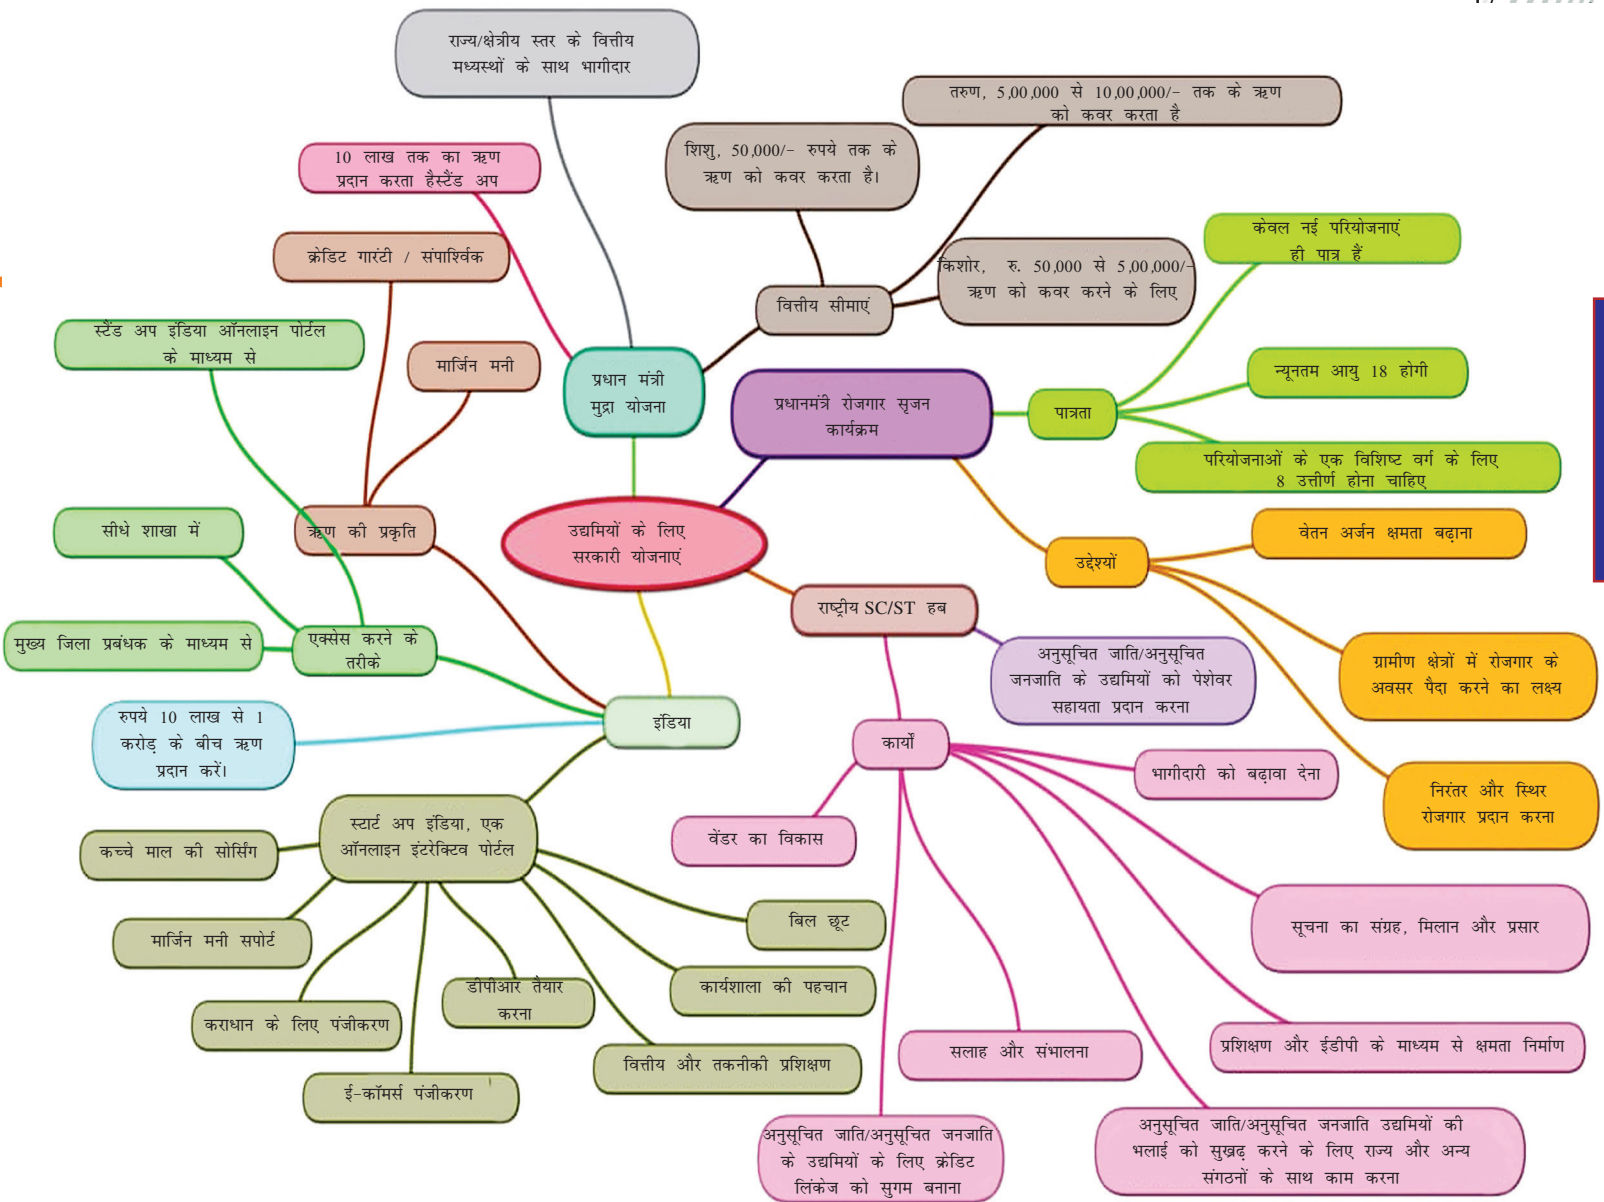 राज्य/क्षेत्रीय स्तर के वित्तीय
मध्यस्थों के साथ भागीदार
तरुण, 5,00,000 से 10,00,000/- तक के ऋण
को कवर करता है
शिशु, 50,000/- रुपये तक के
ऋण को कवर करता है।
10 लाख तक का ऋण
प्रदान करता हैस्टैंड अप
केवल नई परियोजनाएं
ही पात्र हैं
क्रेडिट गारंटी / संपार्श्विक
किशोर, रु. 50,000 से 5,00,000/-
ऋण को कवर करने के लिए
वित्तीय सीमाएं
स्टैंड अप इंडिया ऑनलाइन पोर्टल
के माध्यम से
मार्जिन मनी
प्रधान मंत्री
मुद्रा योजना
प्रधानमंत्रे रोजगार सृजन
कार्यक्रम
पात्रता
न्यूनतम आयु 18 होगी
परियोजनाओं के एक विशिष्ट वर्ग के लिए
8 उत्तीर्ण होना चाहिए
सीधे शाखा में
ऋण की प्रकृति
उद्यमियों के लिए
सरकारी योजनाएं
वेतन अर्जन क्षमता बढ़ाना
उद्देश्यों
राष्ट्रीय SC/ST हब
मुख्य जिला प्रबंधक के माध्यम से
एक्सेस करने के
तरीके
अनुसूचित जाति/अनुसूचित
जनजाति के उद्यमियों को पेशेवर
सहायता प्रदान करना
ग्रामीण क्षेत्रों में रोजगार के
अवसर पैदा करने का लक्ष्य
रुपये 10 लाख से 1
करोड़ के बीच ऋण
प्रदान करें।
इंडिया
कार्यों
भागीदारी को बढ़ावा देना
निरंतर और स्थिर
रोजगार प्रदान करना
स्टार्ट अप इंडिया, एक
ऑनलाइन इंटरेक्टिव पोर्टल
कच्चे माल की सोर्सिंग
वेंडर का विकास
मार्जिन मनी सपोर्ट
बिल छूट
सूचना का संग्रह, मिलान और प्रसार
कराधान के लिए पंजीकरण
डीपीआर तैयार
करना
कार्यशाला की पहचान
वित्तीय और तकनीकी प्रशिक्षण
सलाह और संभालना
प्रशिक्षण और ईडीपी के माध्यम से क्षमता निर्माण
ई-कॉमर्स पंजीकरण
अनुसूचित जाति/अनुसूचित जनजाति
के उद्यमियों के लिए क्रेडिट
लिंकेज को सुगम बनाना
अनुसूचित जाति/अनुसूचित जनजाति उद्यमियों की
भलाई को सुखढ़ करने के लिए राज्य और अन्य
संगठनों के साथ काम करना